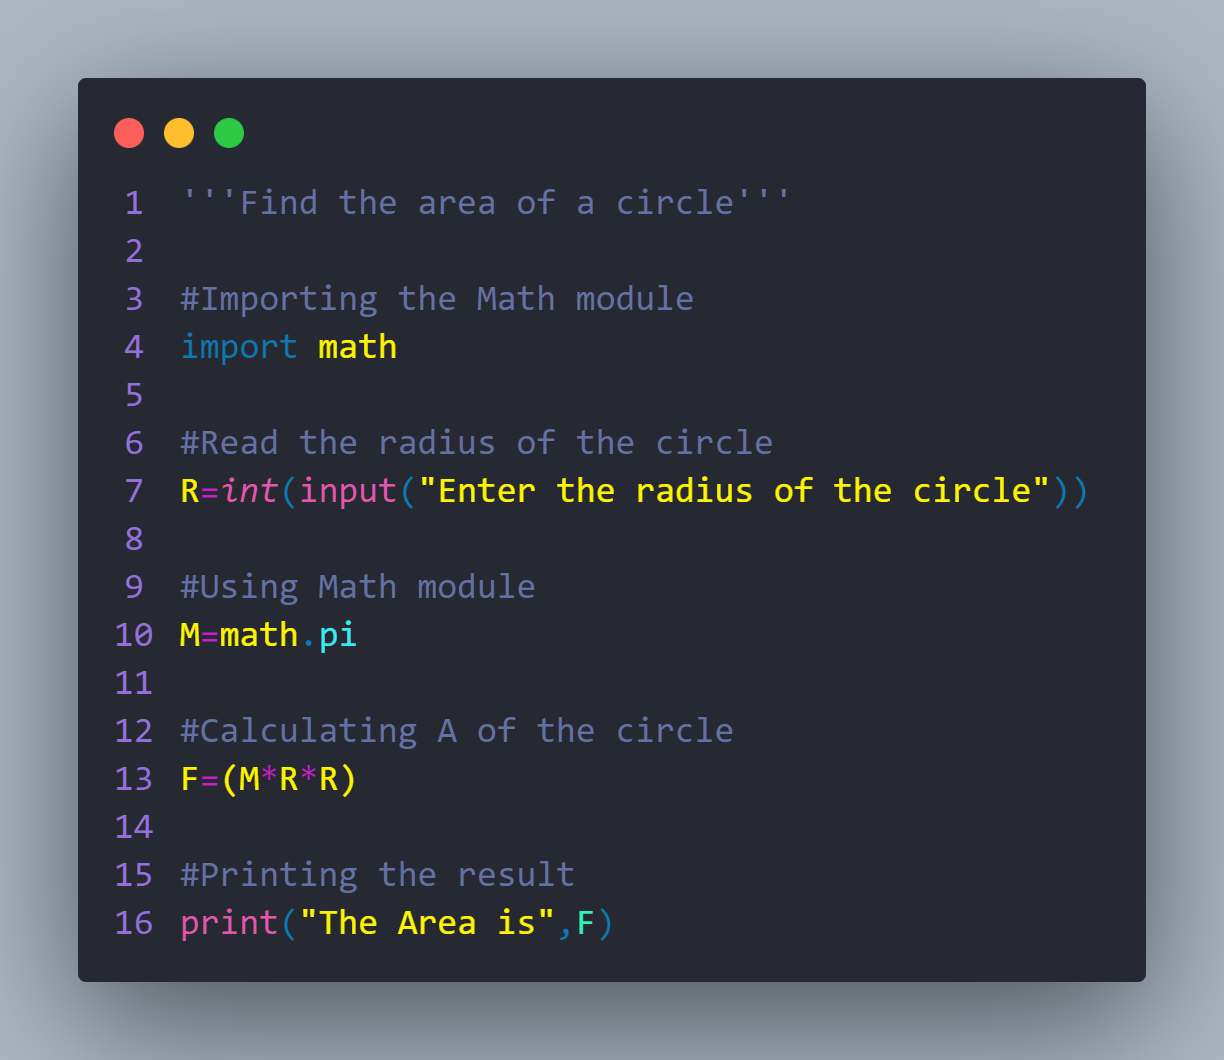 1 '''Find the area of a circle'''
2
3 #Importing the Math module
4 import math
5
6 #Read the radius of the circle
7 R=int(input("Enter the radius of the circle"))
8
9 #Using Math module
10 M=math.pi
11
12 #Calculating A of the circle
13 F=(M*R*R)
14
15 #Printing the result
16 print("The Area is",F)